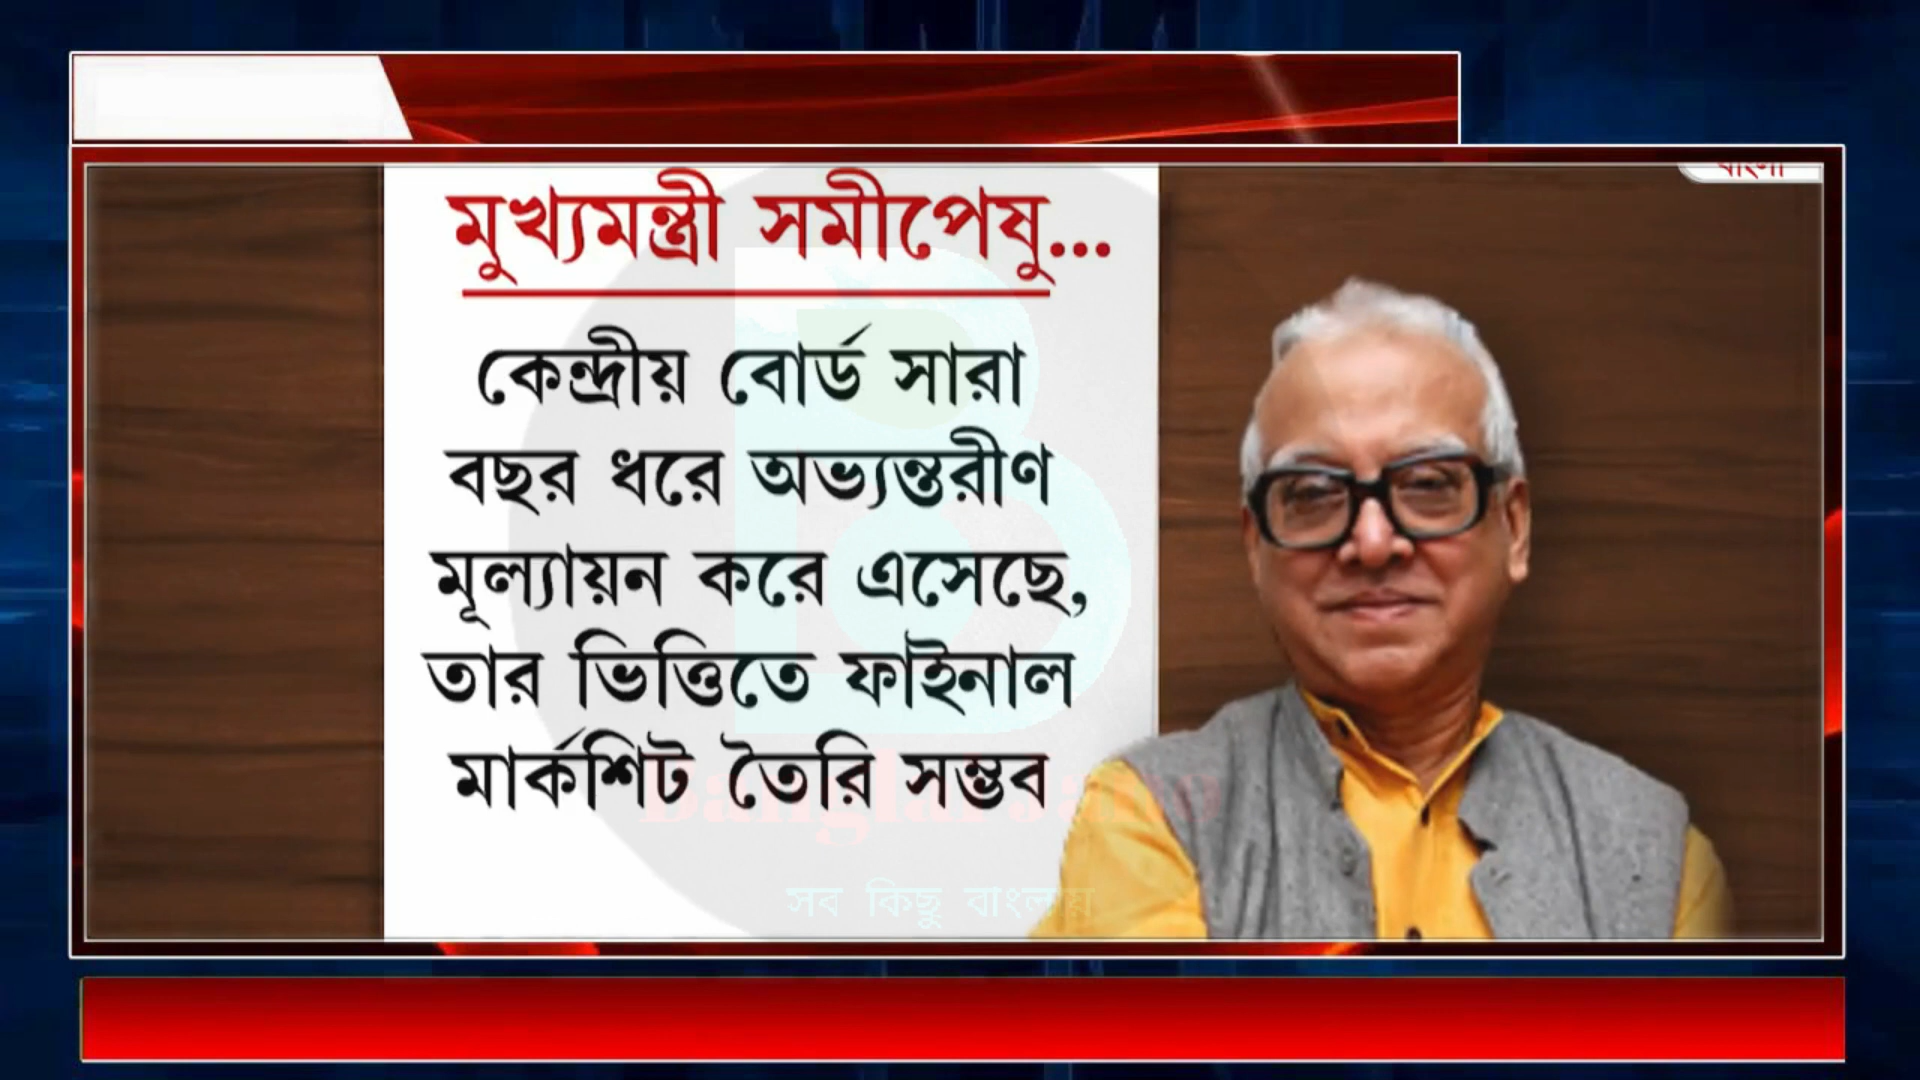 বাংলা
মুখ্যমন্ত্রী সমীপেষু...
কেন্দ্রীয় বোর্ড সারা
বছর ধরে অভ্যন্তরীণ
মূল্যায়ন করে এসেছে,
তার ভিত্তিতে ফাইনাল
মার্কশিট তৈরি সম্ভব
সব কিছু বাংলায়